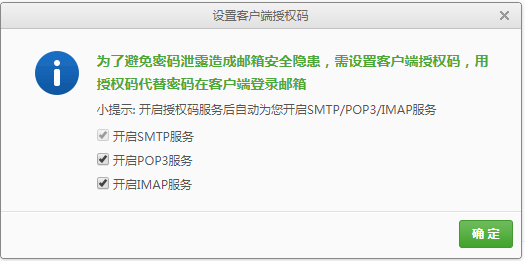 设置客户端授权码
为了避免密码泄露造成邮箱安全隐患，需设置客户端授权码，用
授权码代替密码在客户端登录邮箱
小提示: 开启授权码服务后自动为您开启SMTP/POP3/IMAP服务
开启SMTP服务
开启POP3服务
开启IMAP服务
确 定